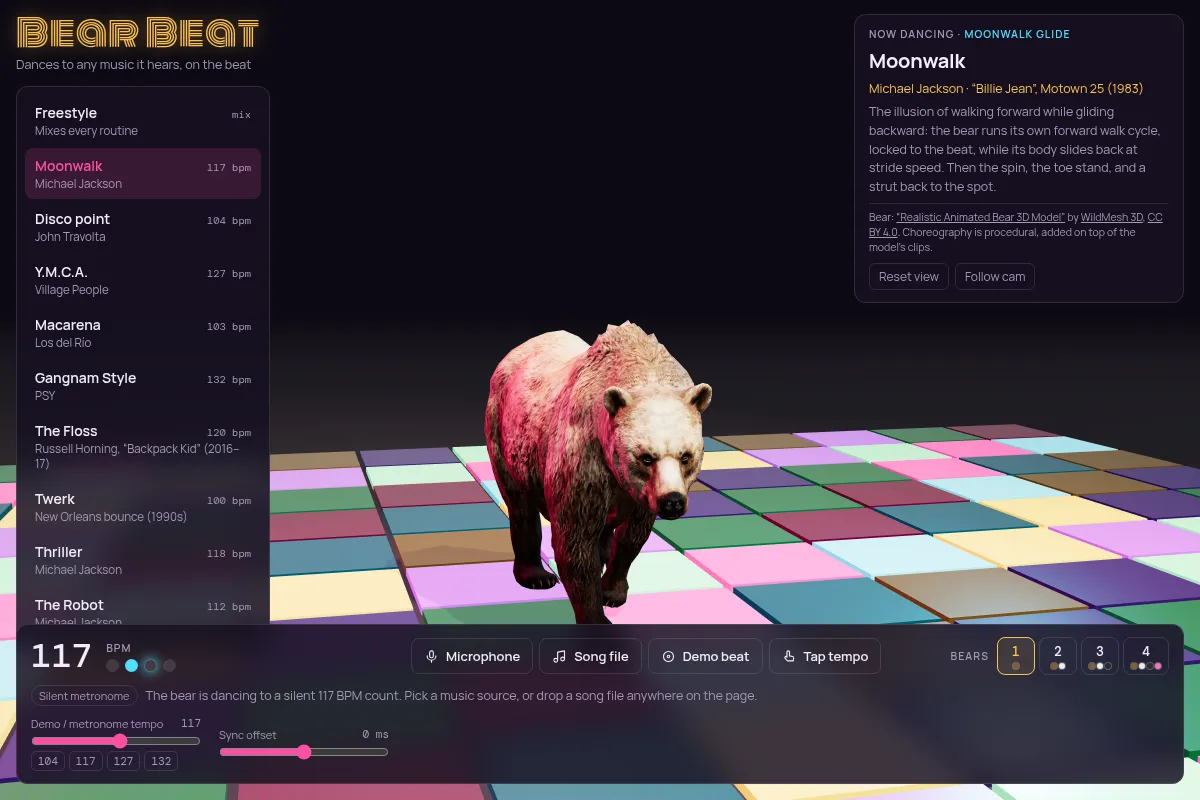 BEAR BEAT
Dances to any music it hears, on the beat
Freestyle mix
Mixes every routine
Moonwalk 117 bpm
Michael Jackson
Disco point 104 bpm
John Travolta
Y.M.C.A. 127 bpm
Village People
Macarena 103 bpm
Los del Río
Gangnam Style 132 bpm
PSY
The Floss 120 bpm
Russell Horning, “Backpack Kid” (2016–
17)
Twerk 100 bpm
New Orleans bounce (1990s)
Thriller 118 bpm
Michael Jackson
The Robot 112 bpm
Michael Jackson
NOW DANCING · MOONWALK GLIDE
Moonwalk
Michael Jackson · “Billie Jean”, Motown 25 (1983)
The illusion of walking forward while gliding
backward: the bear runs its own forward walk cycle,
locked to the beat, while its body slides back at
stride speed. Then the spin, the toe stand, and a
strut back to the spot.
Bear: “Realistic Animated Bear 3D Model” by WildMesh 3D, CC
BY 4.0. Choreography is procedural, added on top of the
model's clips.
Reset view Follow cam
117 BPM
Microphone Song file Demo beat Tap tempo
BEARS 1 2 3 4
Silent metronome The bear is dancing to a silent 117 BPM count. Pick a music source, or drop a song file anywhere on the page.
Demo / metronome tempo 117
Sync offset 0 ms
104 117 127 132